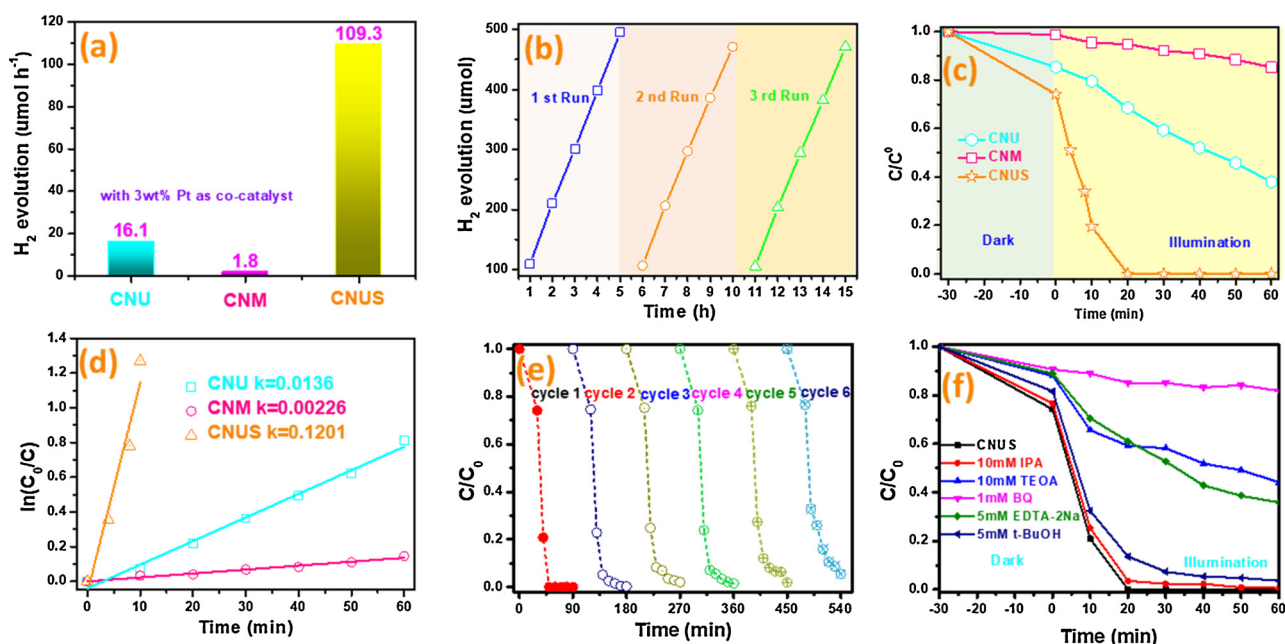 (a)
H2 evolution (umol h-1)
120
100
80
60
40
20
0
109.3
with 3wt% Pt as co-catalyst
16.1
1.8
CNU
CNM
CNUS
(b)
H2 evolution (umol)
500
400
300
200
100
1 st Run
2 nd Run
3 rd Run
1 2 3 4 5 6 7 8 9 10 11 12 13 14 15
Time (h)
(c)
C/C0
1.0
0.8
0.6
0.4
0.2
0.0
CNU
CNM
CNUS
Dark
Illumination
-30 -20 -10 0 10 20 30 40 50 60
Time (min)
(d)
ln(C0/C)
1.4
1.2
1.0
0.8
0.6
0.4
0.2
0.0
CNU k=0.0136
CNM k=0.00226
CNUS k=0.1201
0 10 20 30 40 50 60
Time (min)
(e)
C/C0
1.0
0.8
0.6
0.4
0.2
0.0
cycle 1 cycle 2 cycle 3 cycle 4 cycle 5 cycle 6
0 90 180 270 360 450 540
Time (min)
(f)
C/C0
1.0
0.8
0.6
0.4
0.2
0.0
CNUS
10mM IPA
10mM TEOA
1mM BQ
5mM EDTA-2Na
5mM t-BuOH
Dark
Illumination
-30 -20 -10 0 10 20 30 40 50 60
Time (min)